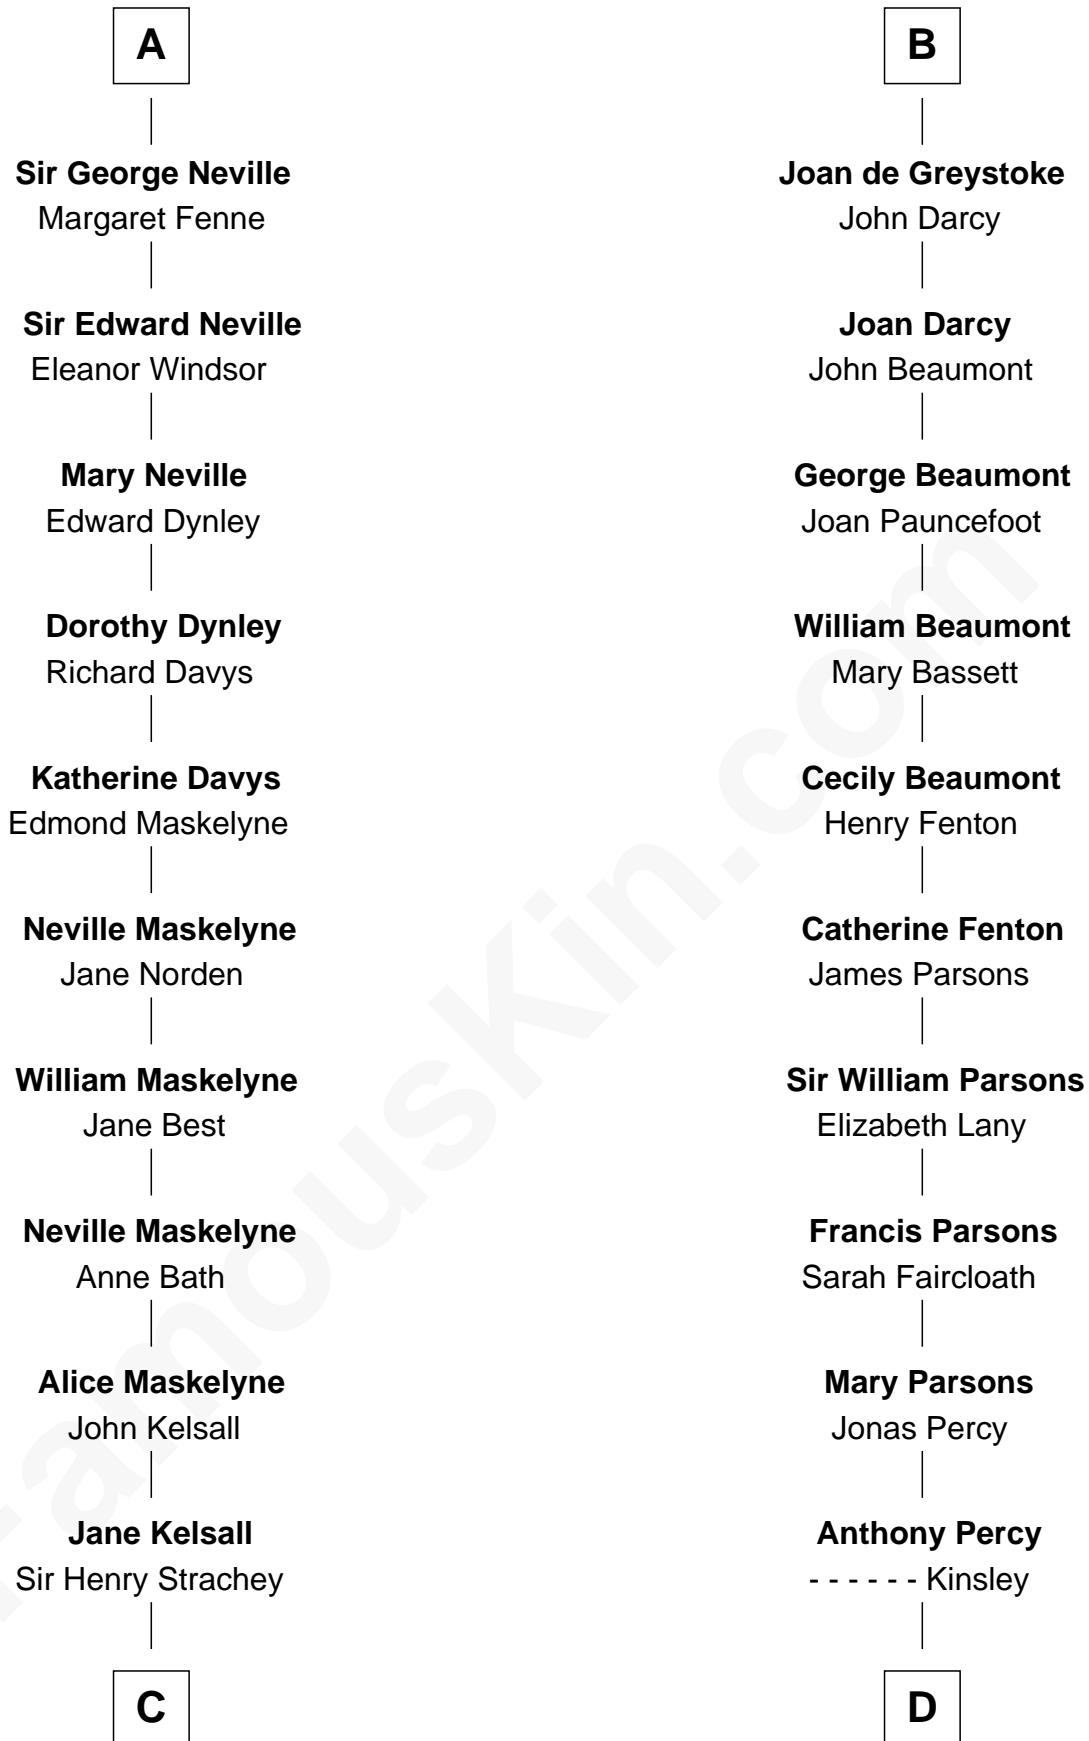 A
Sir George Neville
Margaret Fenne
Sir Edward Neville
Eleanor Windsor
Mary Neville
Edward Dynley
Dorothy Dynley
Richard Davys
Katherine Davys
Edmond Maskelyne
Neville Maskelyne
Jane Norden
William Maskelyne
Jane Best
Neville Maskelyne
Anne Bath
Alice Maskelyne
John Kelsall
Jane Kelsall
Sir Henry Strachey
C
B
Joan de Greystoke
John Darcy
Joan Darcy
John Beaumont
George Beaumont
Joan Pauncefoot
William Beaumont
Mary Bassett
Cecily Beaumont
Henry Fenton
Catherine Fenton
James Parsons
Sir William Parsons
Elizabeth Lany
Francis Parsons
Sarah Faircloath
Mary Parsons
Jonas Percy
Anthony Percy
- - - - - - Kinsley
D
FamousKin.com